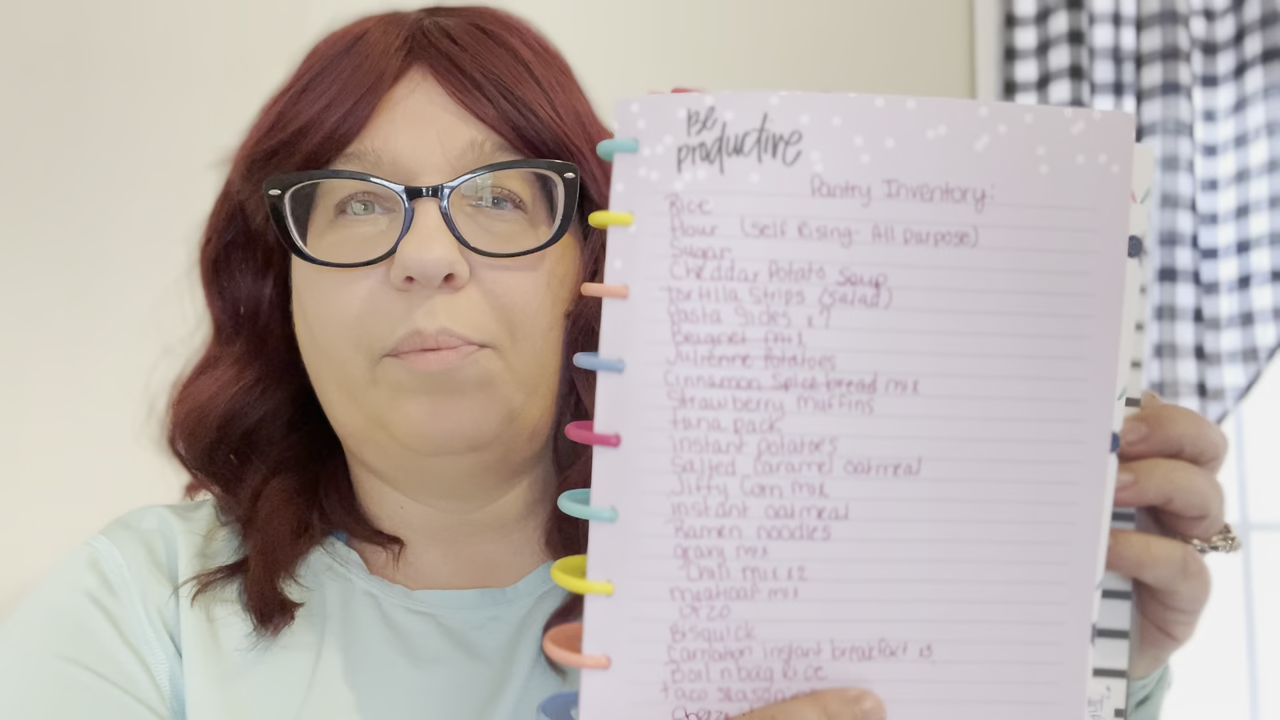 Be
productive
Pantry Inventory:
Rice
flour (Self Rising- All purpose)
Sugar
Cheddar Potato Soup
Tortilla Strips (Salad)
Pasta Sides x7
Beignet mix
Julienne Potatoes
Cinnamon Spice bread mix
Strawberry muffins
tuna pack
instant potatoes
Salted Caramel oatmeal
Jiffy Corn mix
instant oatmeal
Ramen noodles
gravy mix
Chili mix x2
meatloaf mix
orzo
Bisquick
Carnation instant breakfast
Boil n bag Rice
taco